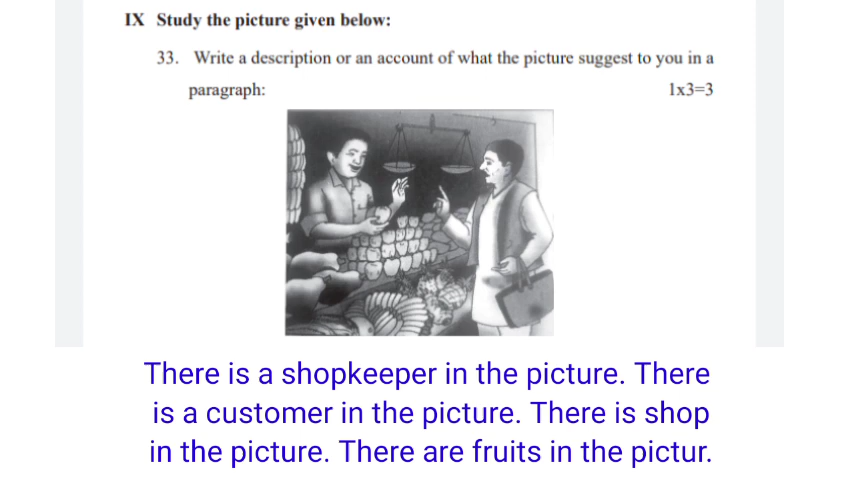 IX Study the picture given below:
33. Write a description or an account of what the picture suggest to you in a
paragraph: 1x3=3
There is a shopkeeper in the picture. There
is a customer in the picture. There is shop
in the picture. There are fruits in the pictur.